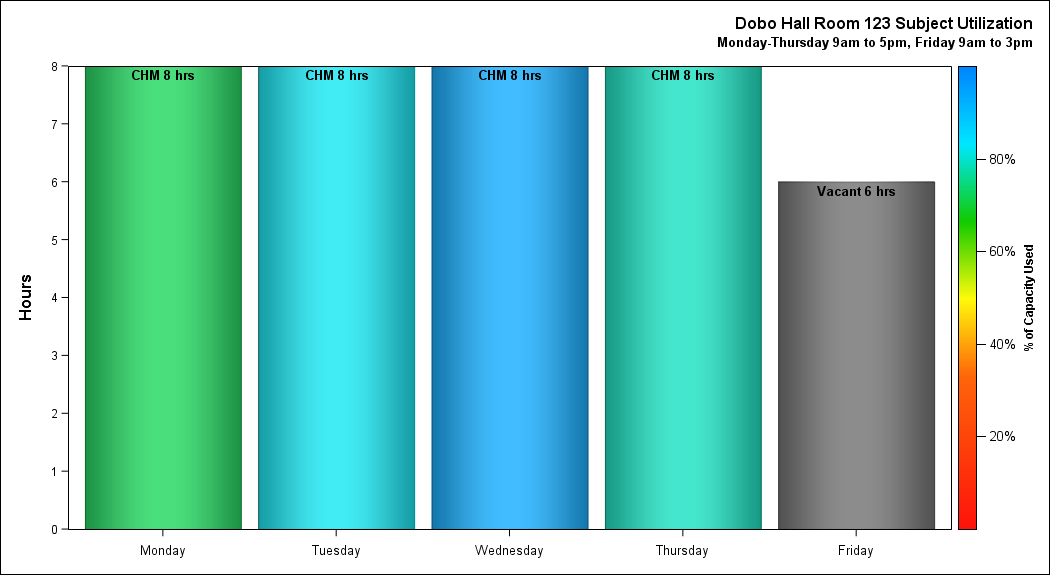 Dobo Hall Room 123 Subject Utilization
Monday-Thursday 9am to 5pm, Friday 9am to 3pm
Hours
8
7
6
5
4
3
2
1
0
CHM 8 hrs
CHM 8 hrs
CHM 8 hrs
CHM 8 hrs
Vacant 6 hrs
Monday
Tuesday
Wednesday
Thursday
Friday
80%
60%
40%
20%
% of Capacity Used